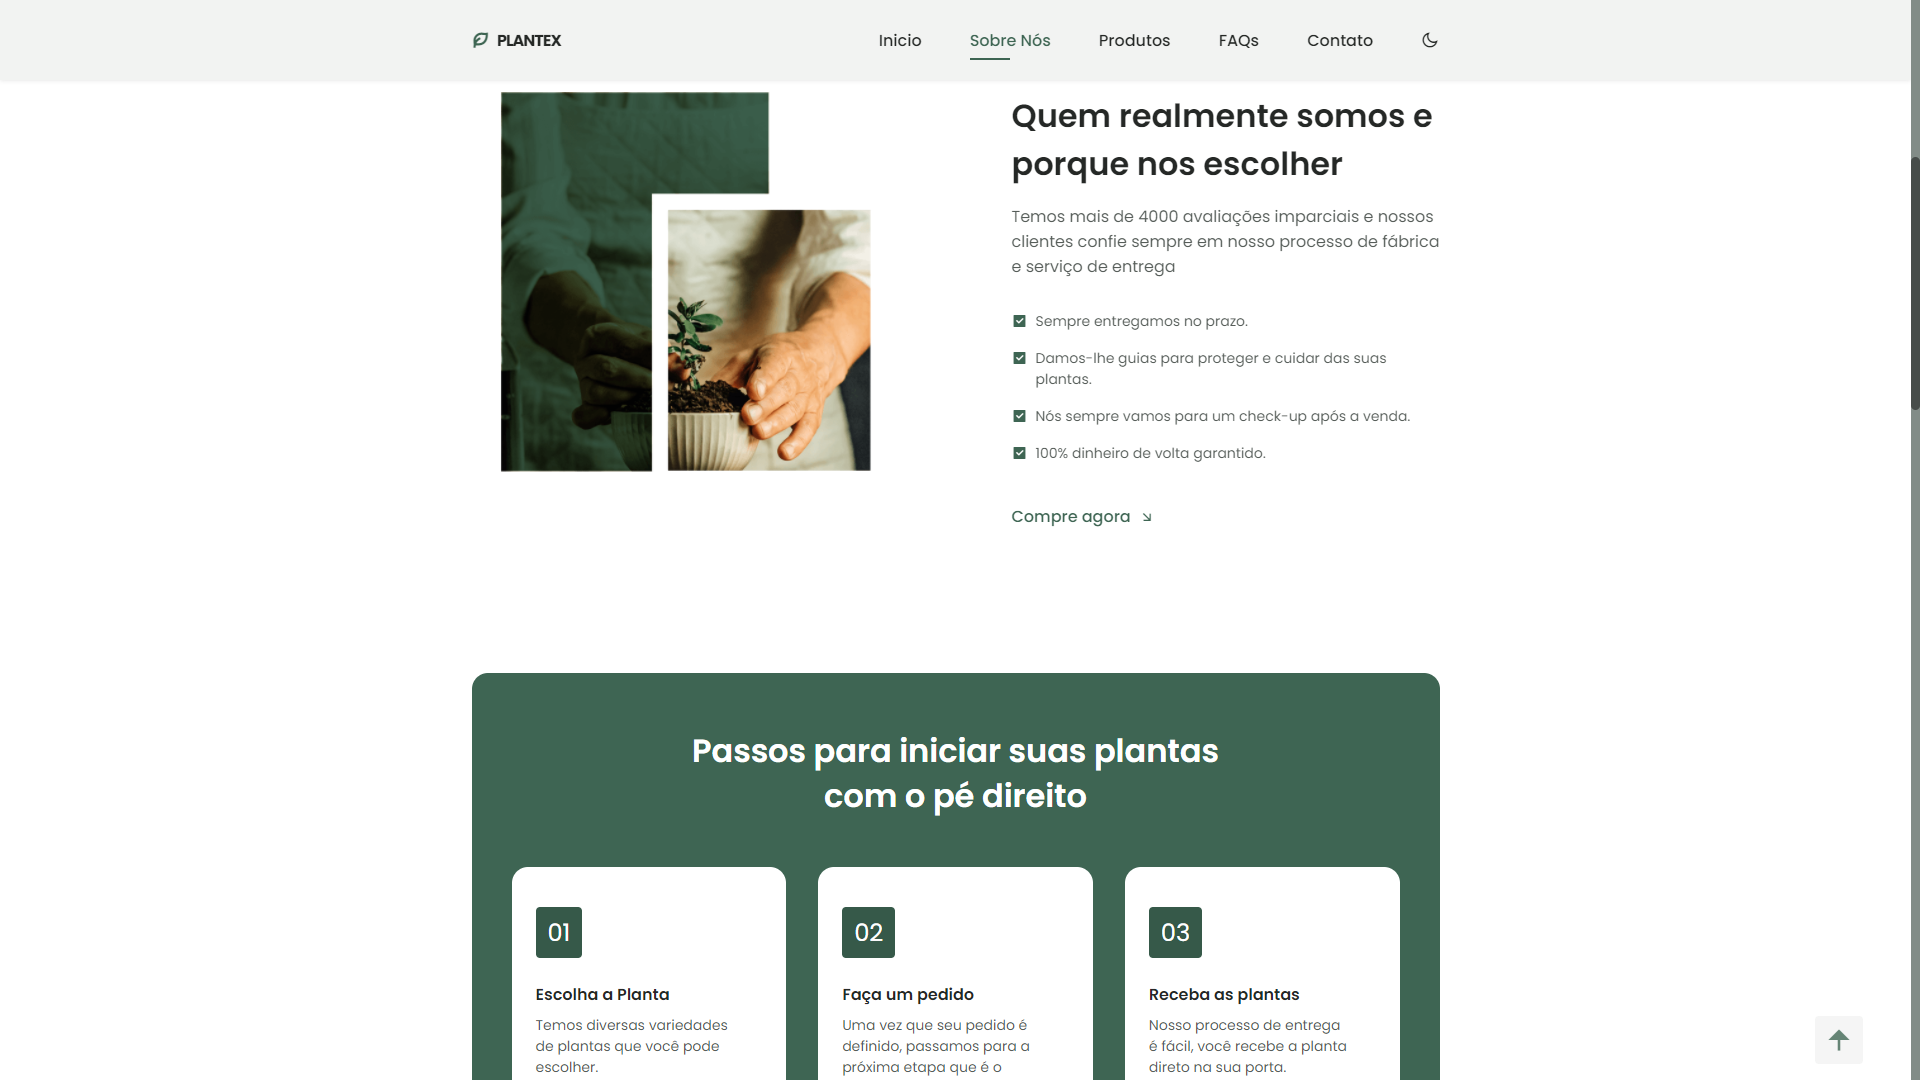 PLANTEX
Inicio
Sobre Nós
Produtos
FAQs
Contato
Quem realmente somos e
porque nos escolher
Temos mais de 4000 avaliações imparciais e nossos
clientes confie sempre em nosso processo de fábrica
e serviço de entrega
Sempre entregamos no prazo.
Damos-lhe guias para proteger e cuidar das suas
plantas.
Nós sempre vamos para um check-up após a venda.
100% dinheiro de volta garantido.
Compre agora
Passos para iniciar suas plantas
com o pé direito
01
Escolha a Planta
Temos diversas variedades
de plantas que você pode
escolher.
02
Faça um pedido
Uma vez que seu pedido é
definido, passamos para a
próxima etapa que é o
03
Receba as plantas
Nosso processo de entrega
é fácil, você recebe a planta
direto na sua porta.